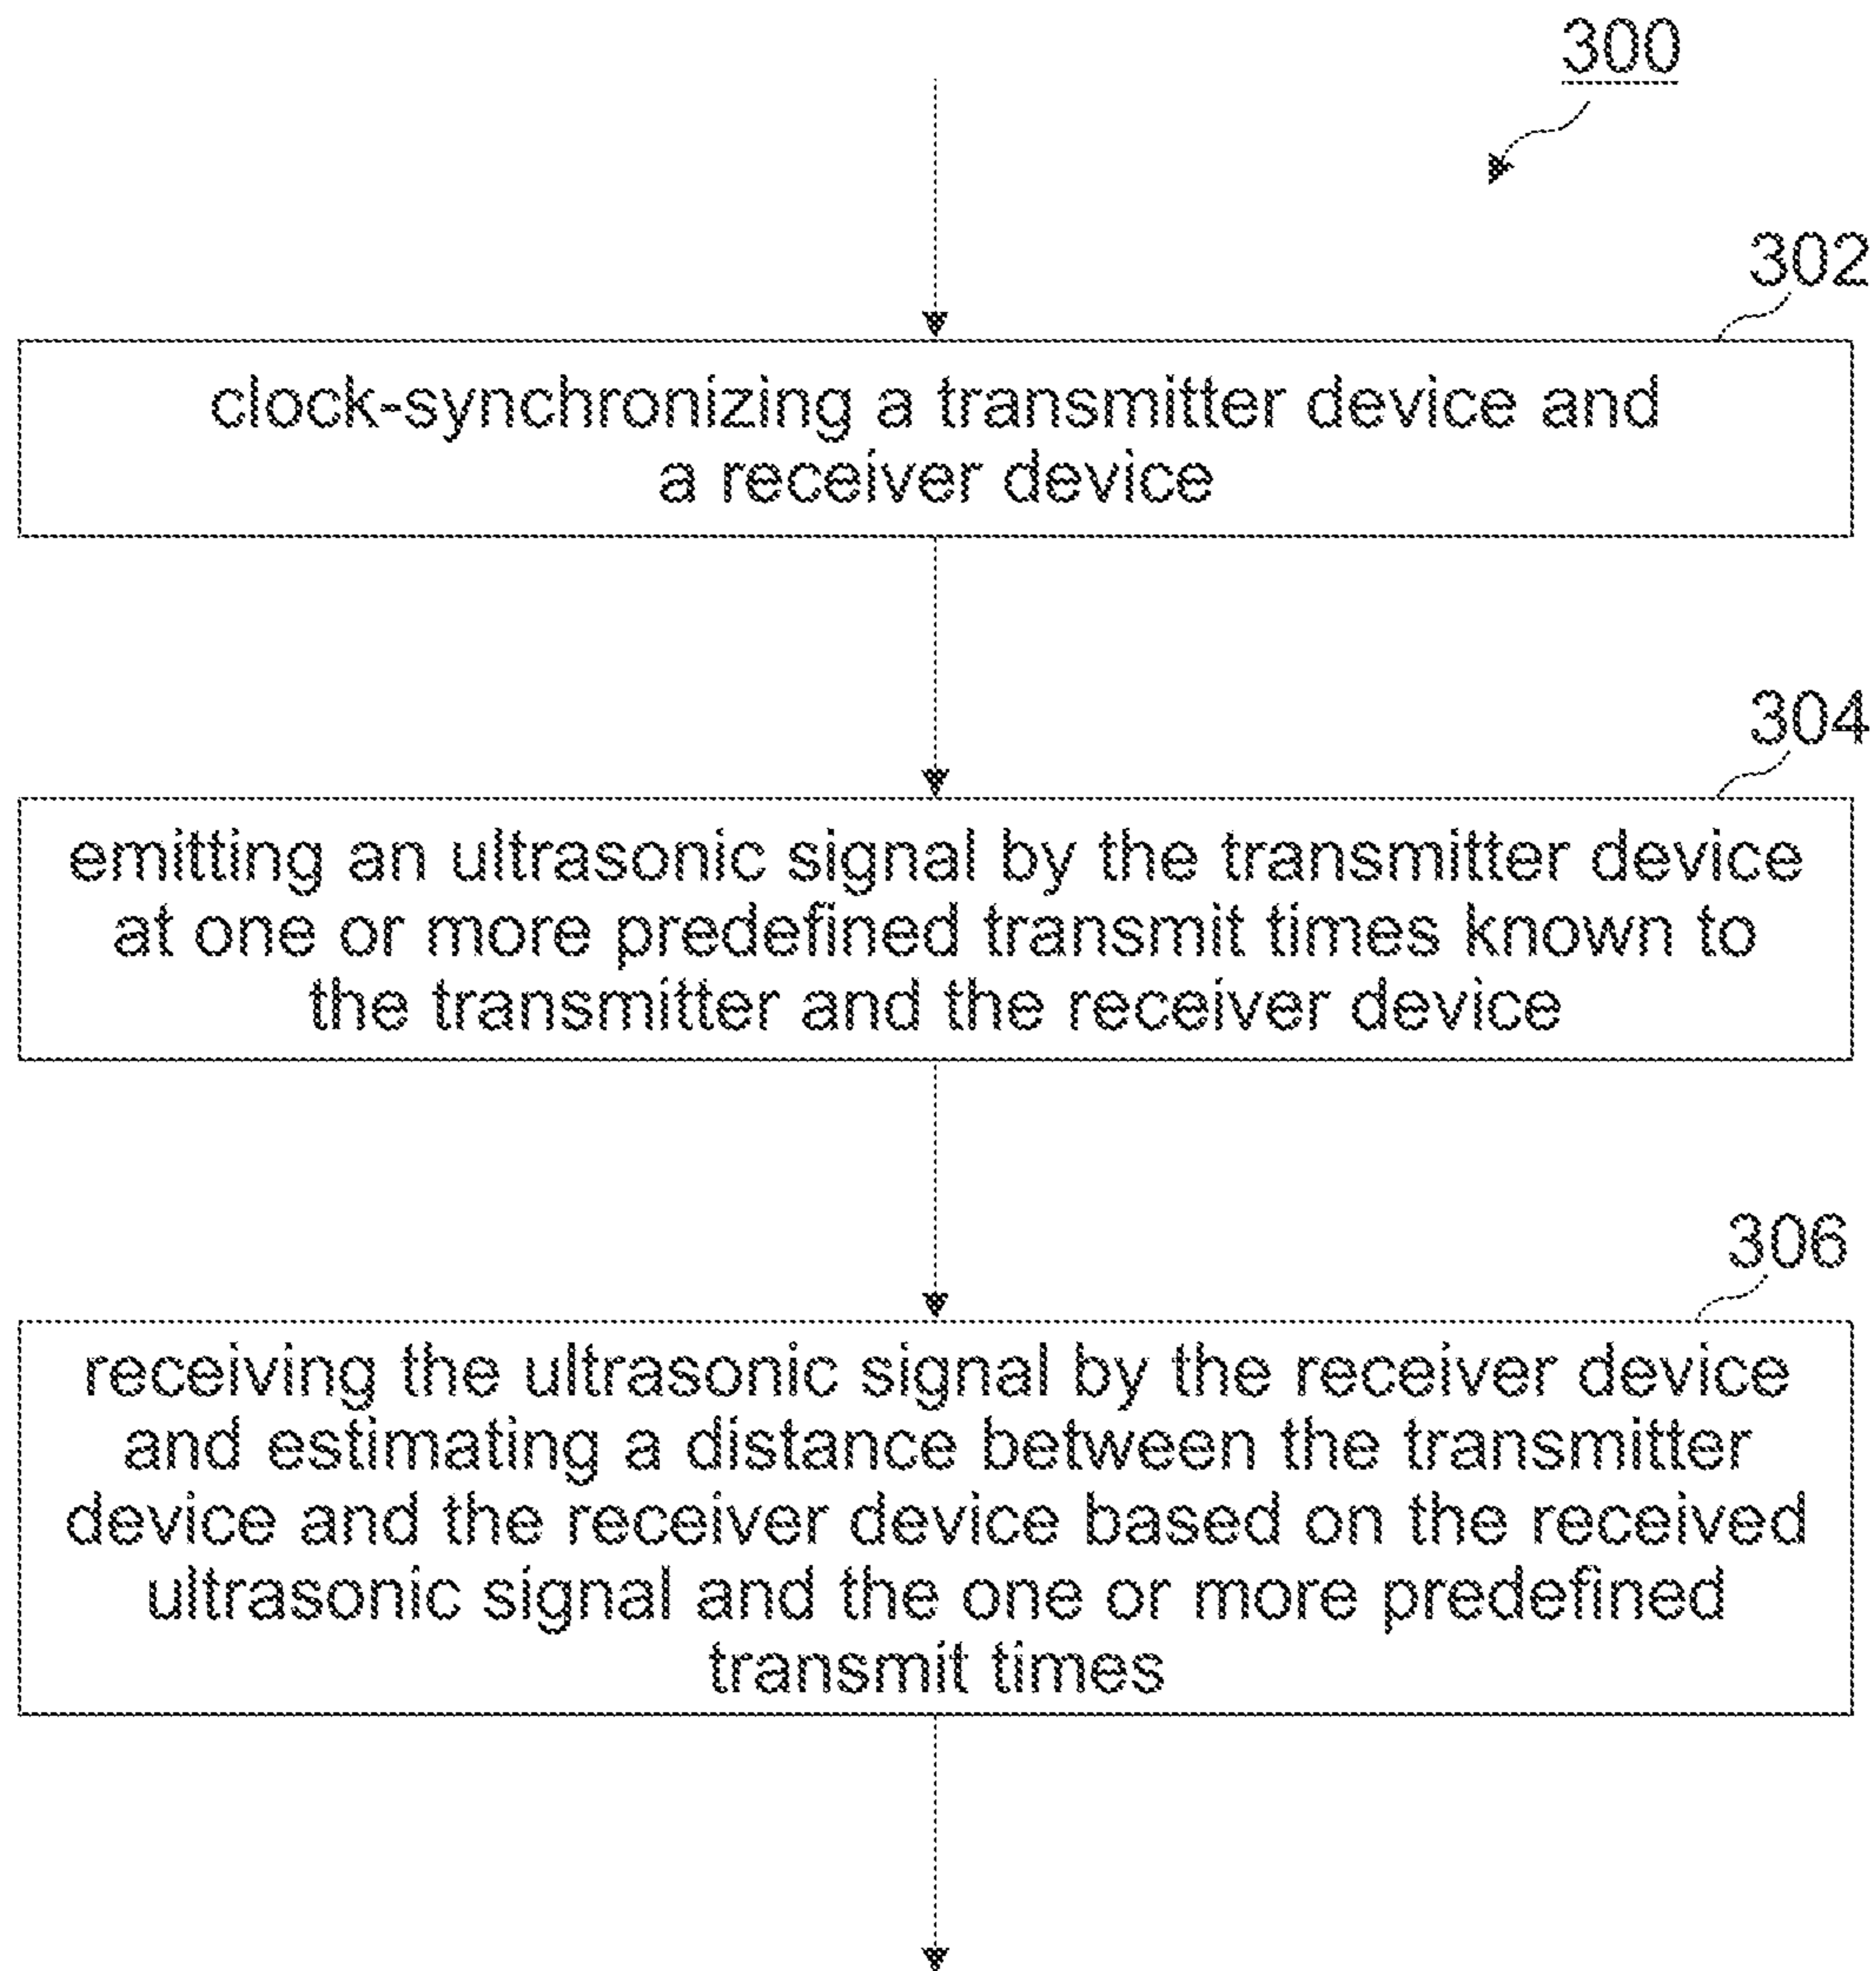 300
302
clock-synchronizing a transmitter device and
a receiver device
304
emitting an ultrasonic signal by the transmitter device
at one or more predefined transmit times known to
the transmitter and the receiver device
306
receiving the ultrasonic signal by the receiver device
and estimating a distance between the transmitter
device and the receiver device based on the received
ultrasonic signal and the one or more predefined
transmit times